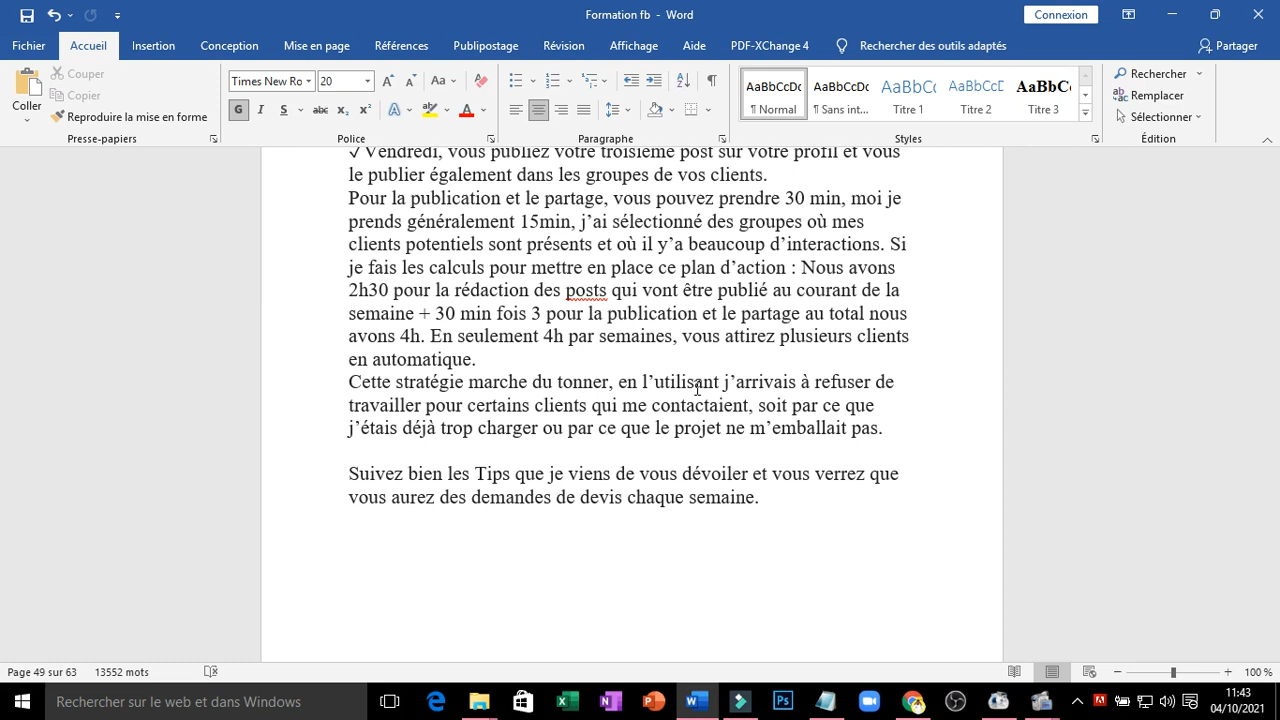 Formation fb - Word
Connexion
Fichier Accueil Insertion Conception Mise en page Références Publipostage Révision Affichage Aide PDF-XChange 4 Rechercher des outils adaptés Partager
Coller
Couper
Copier
Reproduire la mise en forme
Presse-papiers
Times New Ro 20
Police
Paragraphe
AaBbCcDc AaBbCcDc AaBbCc AaBbCcD AaBbC
¶ Normal ¶ Sans int... Titre 1 Titre 2 Titre 3
Styles
Rechercher
Remplacer
Sélectionner
Édition
✓ Vendredi, vous publiez votre troisième post sur votre profil et vous
le publier également dans les groupes de vos clients.
Pour la publication et le partage, vous pouvez prendre 30 min, moi je
prends généralement 15min, j’ai sélectionné des groupes où mes
clients potentiels sont présents et où il y’a beaucoup d’interactions. Si
je fais les calculs pour mettre en place ce plan d’action : Nous avons
2h30 pour la rédaction des posts qui vont être publié au courant de la
semaine + 30 min fois 3 pour la publication et le partage au total nous
avons 4h. En seulement 4h par semaines, vous attirez plusieurs clients
en automatique.
Cette stratégie marche du tonner, en l’utilisant j’arrivais à refuser de
travailler pour certains clients qui me contactaient, soit par ce que
j’étais déjà trop charger ou par ce que le projet ne m’emballait pas.
Suivez bien les Tips que je viens de vous dévoiler et vous verrez que
vous aurez des demandes de devis chaque semaine.
Page 49 sur 63 13552 mots
100 %
Rechercher sur le web et dans Windows
11:43
04/10/2021